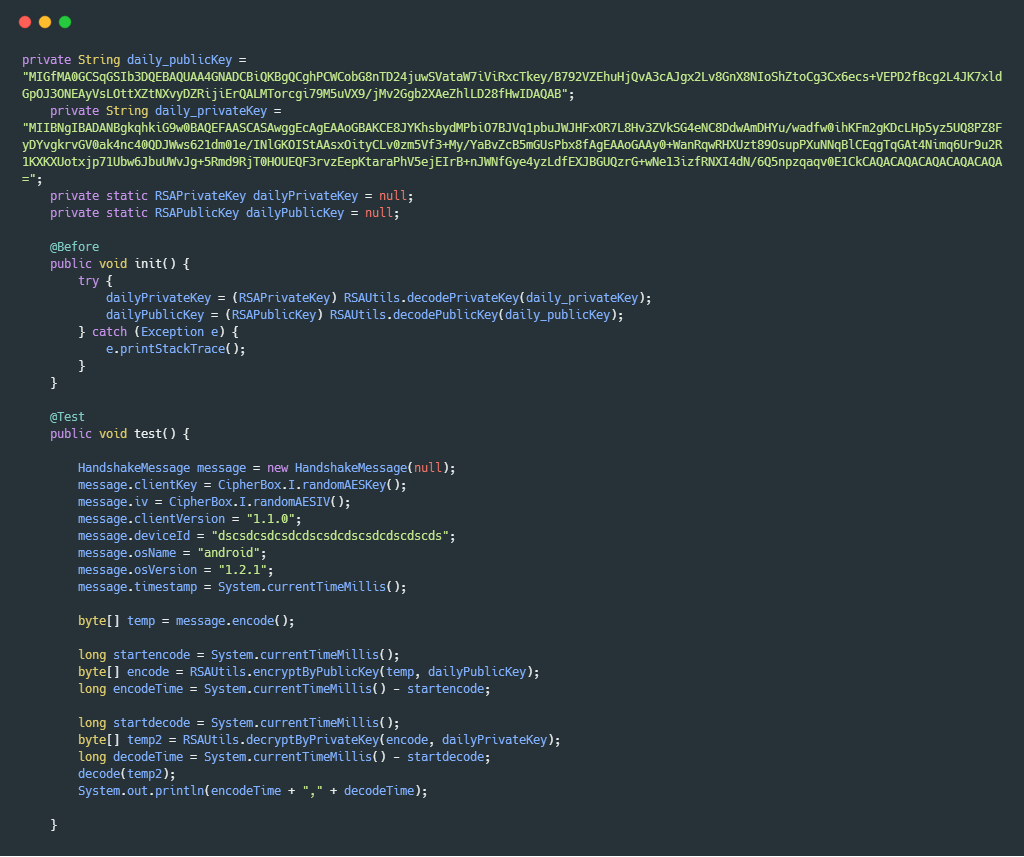 private String daily_publicKey =
"MIGfMA0GCSqGSIb3DQEBAQUAA4GNADCBiQKBgQCghPCWCobG8nTD24juwSVataW7iViRxcTkey/B792VZEhuHjQvA3cAJgx2Lv8GnX8NIoShZtoCg3Cx6ecs+VEPD2fBcg2L4JK7xld
GpOJ3ONEAyVsLOttXZtNXvyDZRijiErQALMTorcgi79M5uVX9/jMv2Ggb2XAeZhlLD28fHwIDAQAB";
    private String daily_privateKey =
"MIIBNgIBADANBgkqhkiG9w0BAQEFAASCASAwggEcAgEAAoGBAKCE8JYKhsbydMPbiO7BJVq1pbuJWJHFxOR7L8Hv3ZVkSG4eNC8DdwAmDHYu/wadfw0ihKFm2gKDcLHp5yz5UQ8PZ8F
yDYvgkrvGV0ak4nc40QDJWws621dm01e/INlGKOIStAAsxOityCLv0zm5Vf3+My/YaBvZcB5mGUsPbx8fAgEAAoGAAy0+WanRqwRHXUzt89OsupPXuNNqBlCEqgTqGAt4Nimq6Ur9u2R
1KXKXUotxjp71Ubw6JbuUWvJg+5Rmd9RjT0HOUEQF3rvzEepKtaraPhV5ejEIrB+nJWNfGye4yzLdfEXJBGUQzrG+wNe13izfRNXI4dN/6Q5npzqaqv0E1CkCAQACAQACAQACAQACAQA
=";
    private static RSAPrivateKey dailyPrivateKey = null;
    private static RSAPublicKey dailyPublicKey = null;

    @Before
    public void init() {
        try {
            dailyPrivateKey = (RSAPrivateKey) RSAUtils.decodePrivateKey(daily_privateKey);
            dailyPublicKey = (RSAPublicKey) RSAUtils.decodePublicKey(daily_publicKey);
        } catch (Exception e) {
            e.printStackTrace();
        }
    }

    @Test
    public void test() {

        HandshakeMessage message = new HandshakeMessage(null);
        message.clientKey = CipherBox.I.randomAESKey();
        message.iv = CipherBox.I.randomAESIV();
        message.clientVersion = "1.1.0";
        message.deviceId = "dscsdcsdcsdcdscsdcdscsdcdscdscds";
        message.osName = "android";
        message.osVersion = "1.2.1";
        message.timestamp = System.currentTimeMillis();

        byte[] temp = message.encode();

        long startencode = System.currentTimeMillis();
        byte[] encode = RSAUtils.encryptByPublicKey(temp, dailyPublicKey);
        long encodeTime = System.currentTimeMillis() - startencode;

        long startdecode = System.currentTimeMillis();
        byte[] temp2 = RSAUtils.decryptByPrivateKey(encode, dailyPrivateKey);
        long decodeTime = System.currentTimeMillis() - startdecode;
        decode(temp2);
        System.out.println(encodeTime + "," + decodeTime);

    }